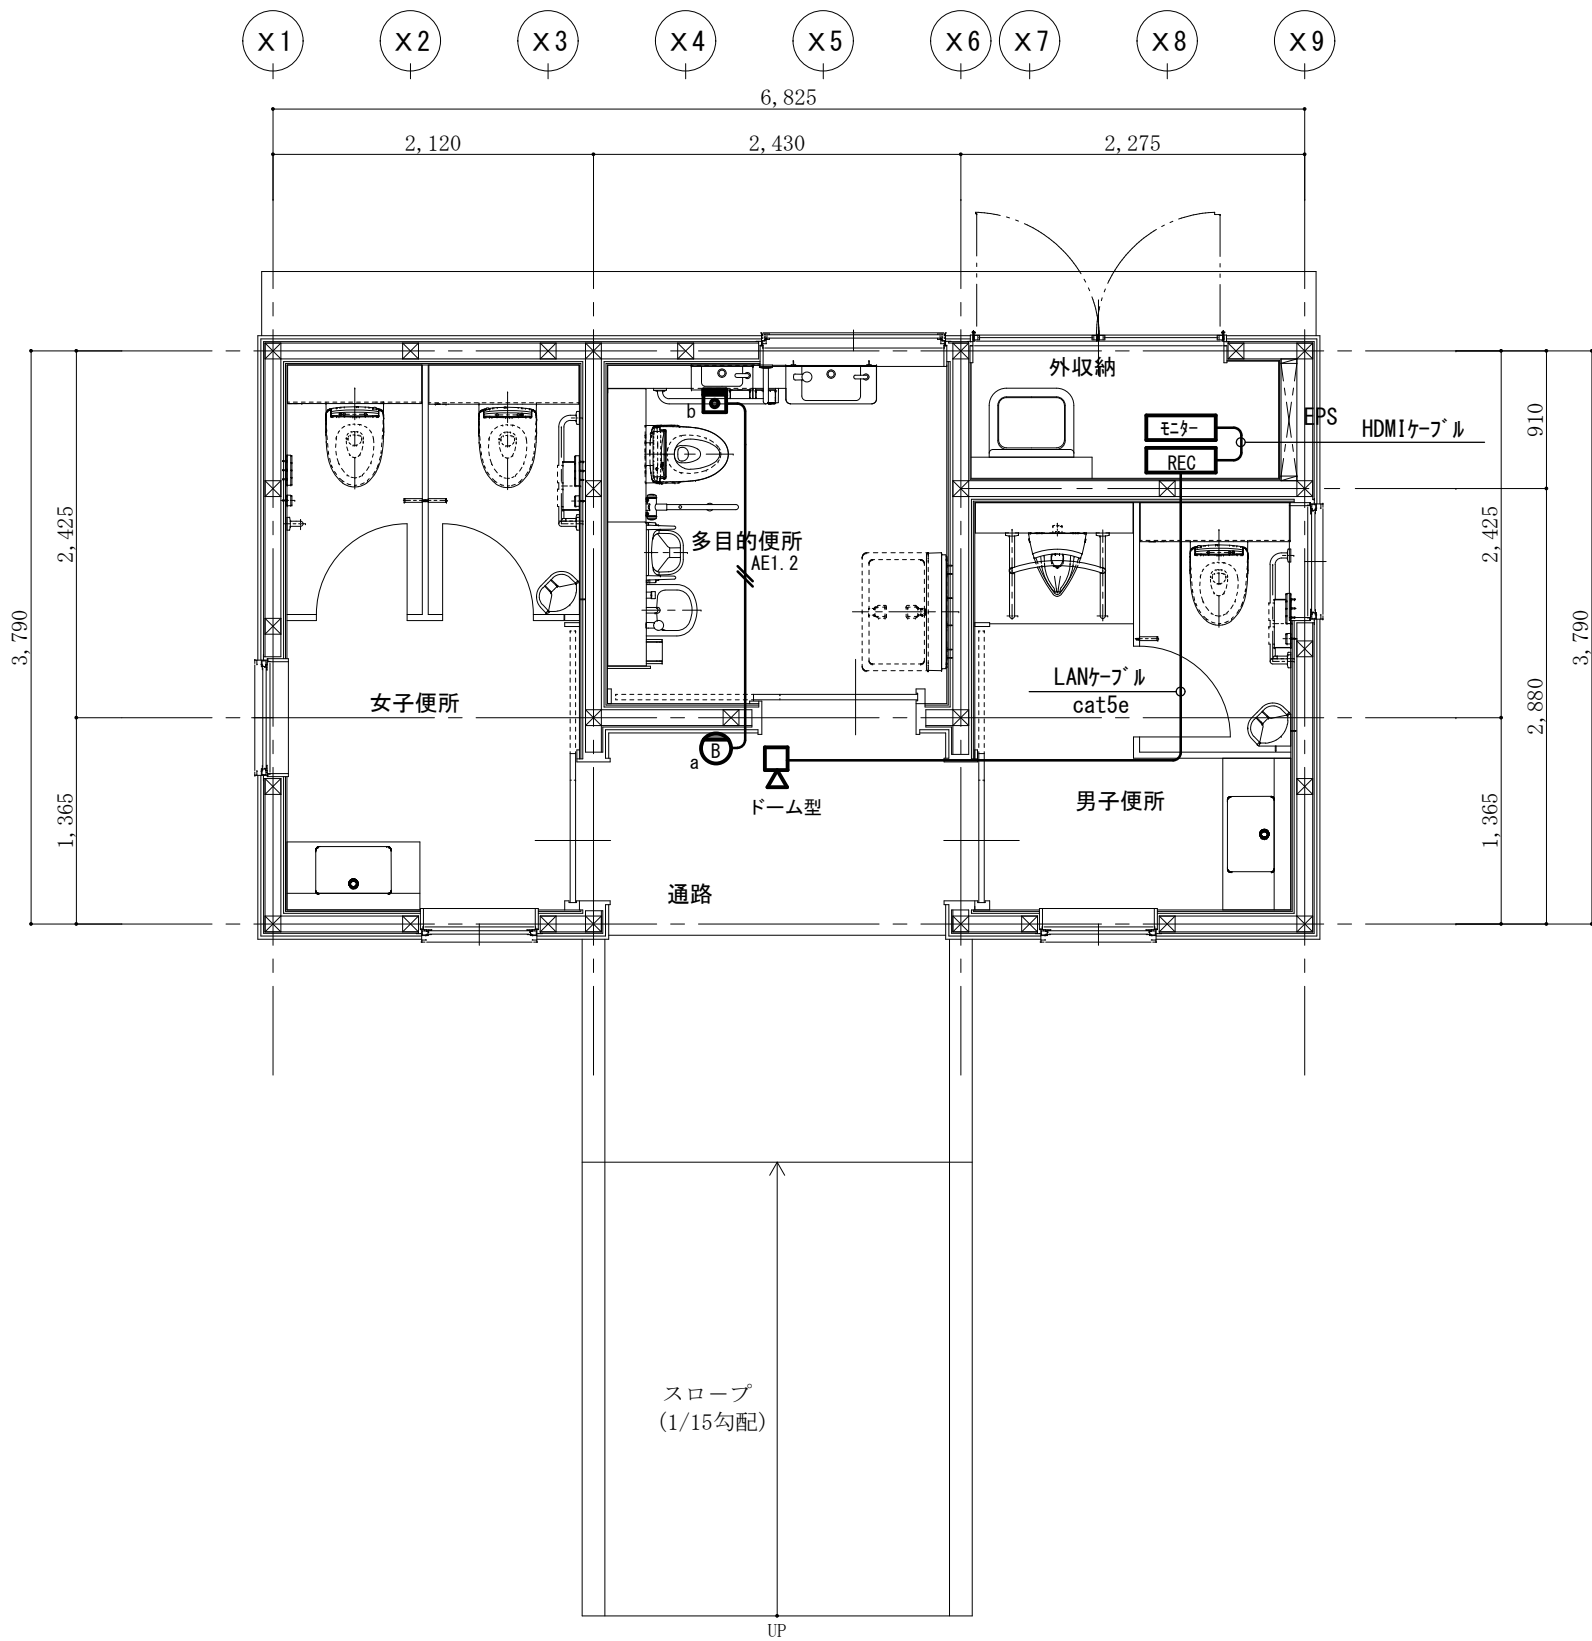 X1 X2 X3 X4 X5 X6 X7 X8 X9
6,825
2,120 2,430 2,275
外収納
EPS
HDMIケーブル
モニター
REC
b
多目的便所
AE1.2
LANケーブル
cat5e
女子便所
B
a
ドーム型
男子便所
通路
3,790
2,425
1,365
910
2,425
2,880
1,365
3,790
スロープ
(1/15勾配)
UP